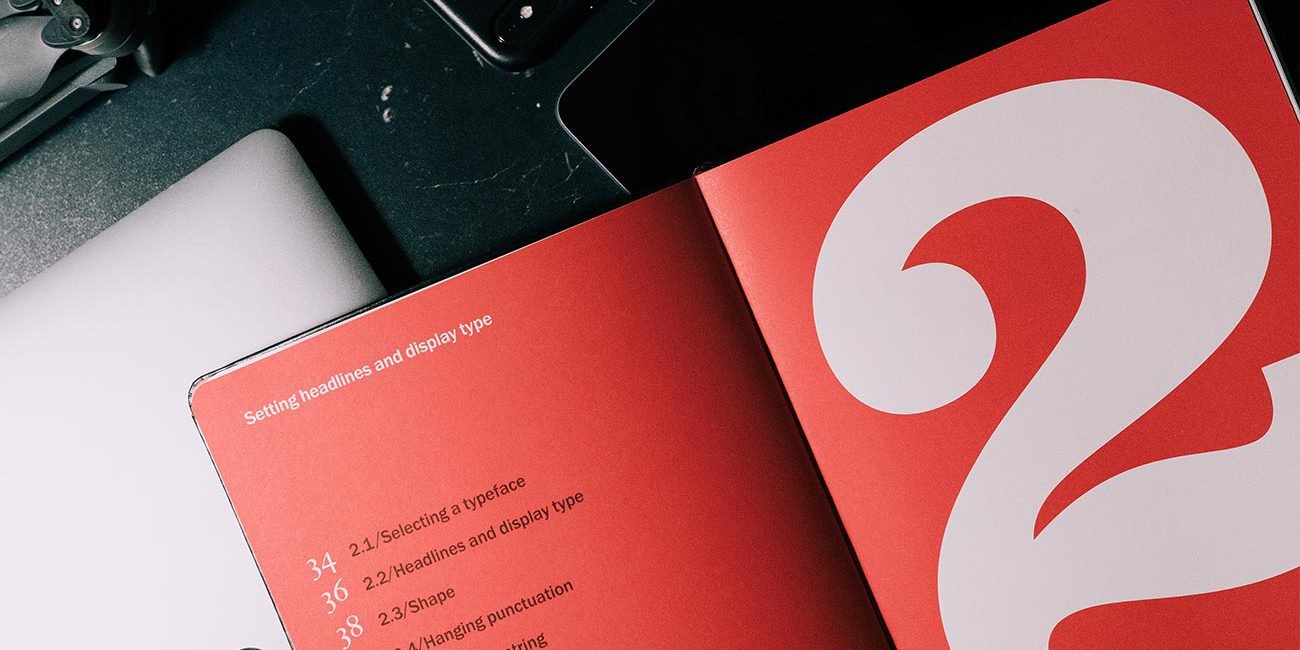 Setting headlines and display type
34 2.1/Selecting a typeface
36 2.2/Headlines and display type
38 2.3/Shape
2.4/Hanging punctuation
2